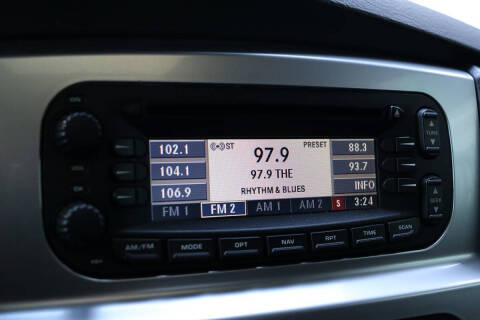 ON
102.1
104.1
106.9
ST
PRESET
97.9
97.9 THE
RHYTHM & BLUES
88.3
93.7
INFO
FM 1
FM 2
AM 1
AM 2
S
3:24
TUNE
SEEK
AM/FM
MODE
OPT
NAV
RPT
TIME
SCAN